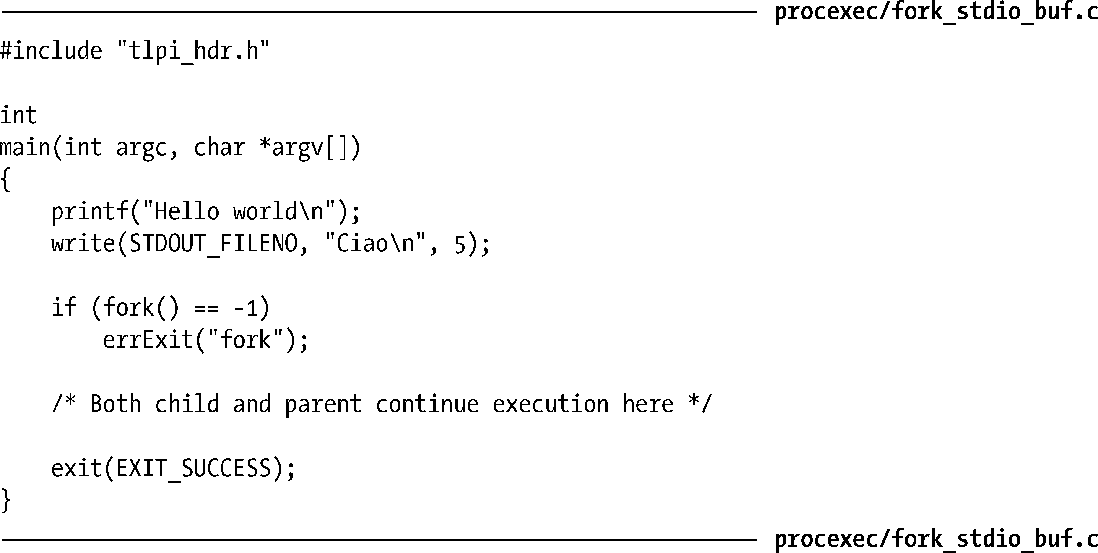 procexec/fork_stdio_buf.c
#include "tlpi_hdr.h"
int
main(int argc, char *argv[])
{
    printf("Hello world\n");
    write(STDOUT_FILENO, "Ciao\n", 5);
    if (fork() == -1)
        errExit("fork");
    /* Both child and parent continue execution here */
    exit(EXIT_SUCCESS);
}
procexec/fork_stdio_buf.c